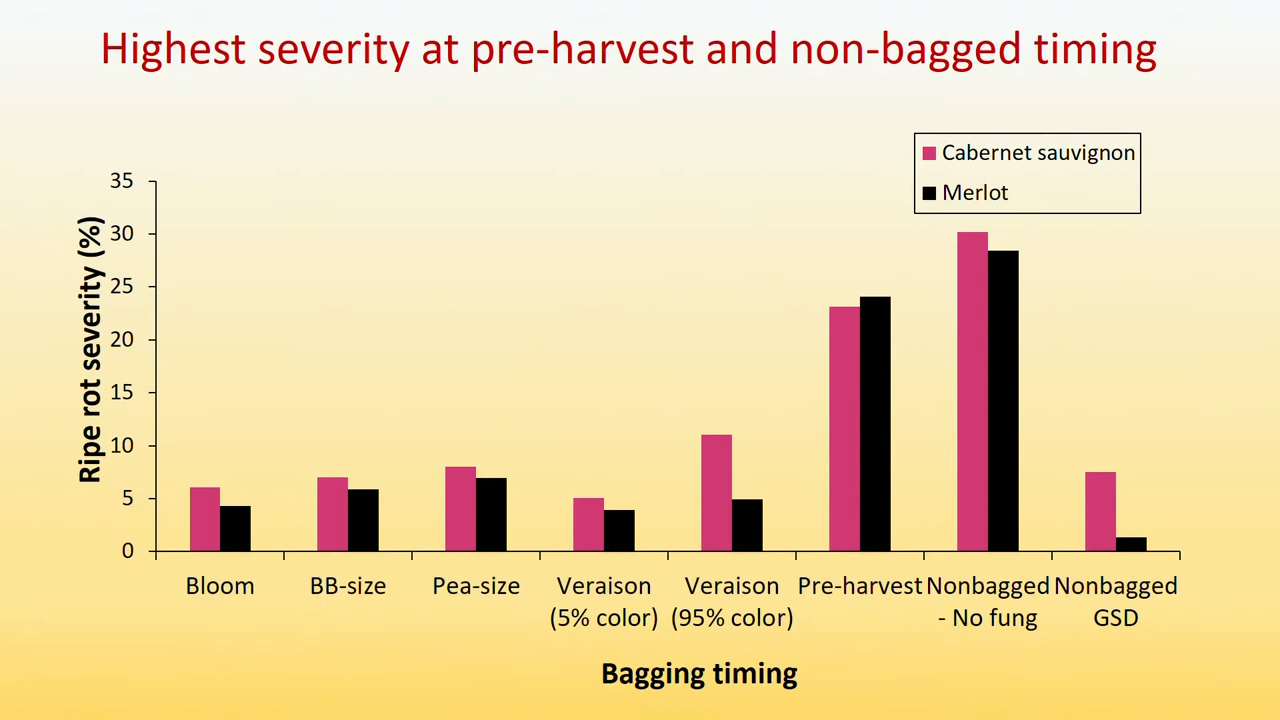 Highest severity at pre-harvest and non-bagged timing
Cabernet sauvignon
Merlot
Ripe rot severity (%)
35
30
25
20
15
10
5
0
Bloom
BB-size
Pea-size
Veraison
(5% color)
Veraison
(95% color)
Pre-harvest
Nonbagged
- No fung
Nonbagged
GSD
Bagging timing